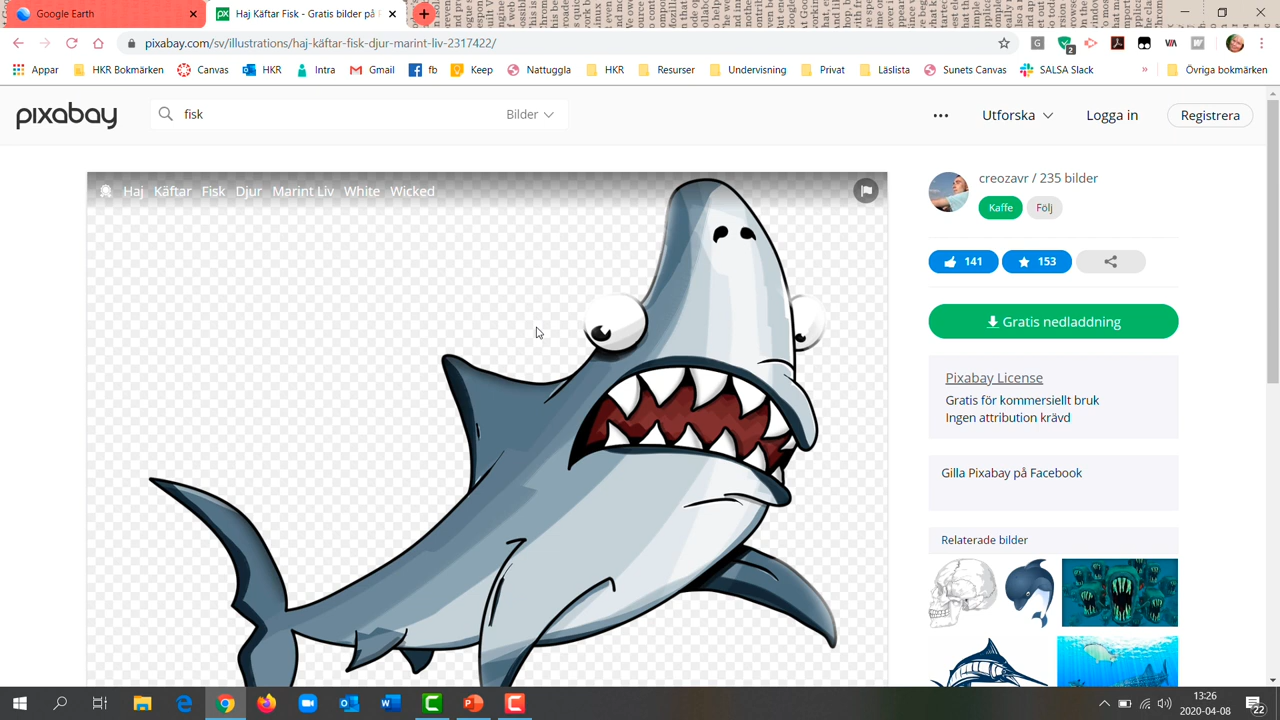 Google Earth
Haj Käftar Fisk - Gratis bilder på P
pixabay.com/sv/illustrations/haj-käftar-fisk-djur-marint-liv-2317422/
2
Appar HKR Bokmärken Canvas HKR Intra Gmail fb Keep Nattuggla HKR Resurser Undervisning Privat Läslista Sunets Canvas SALSA Slack » Övriga bokmärken
pixabay fisk Bilder ••• Utforska Logga in Registrera
Haj Käftar Fisk Djur Marint Liv White Wicked
creozavr / 235 bilder
Kaffe Följ
141 153
Gratis nedladdning
Pixabay License
Gratis för kommersiellt bruk
Ingen attribution krävd
Gilla Pixabay på Facebook
Relaterade bilder
13:26
2020-04-08
22